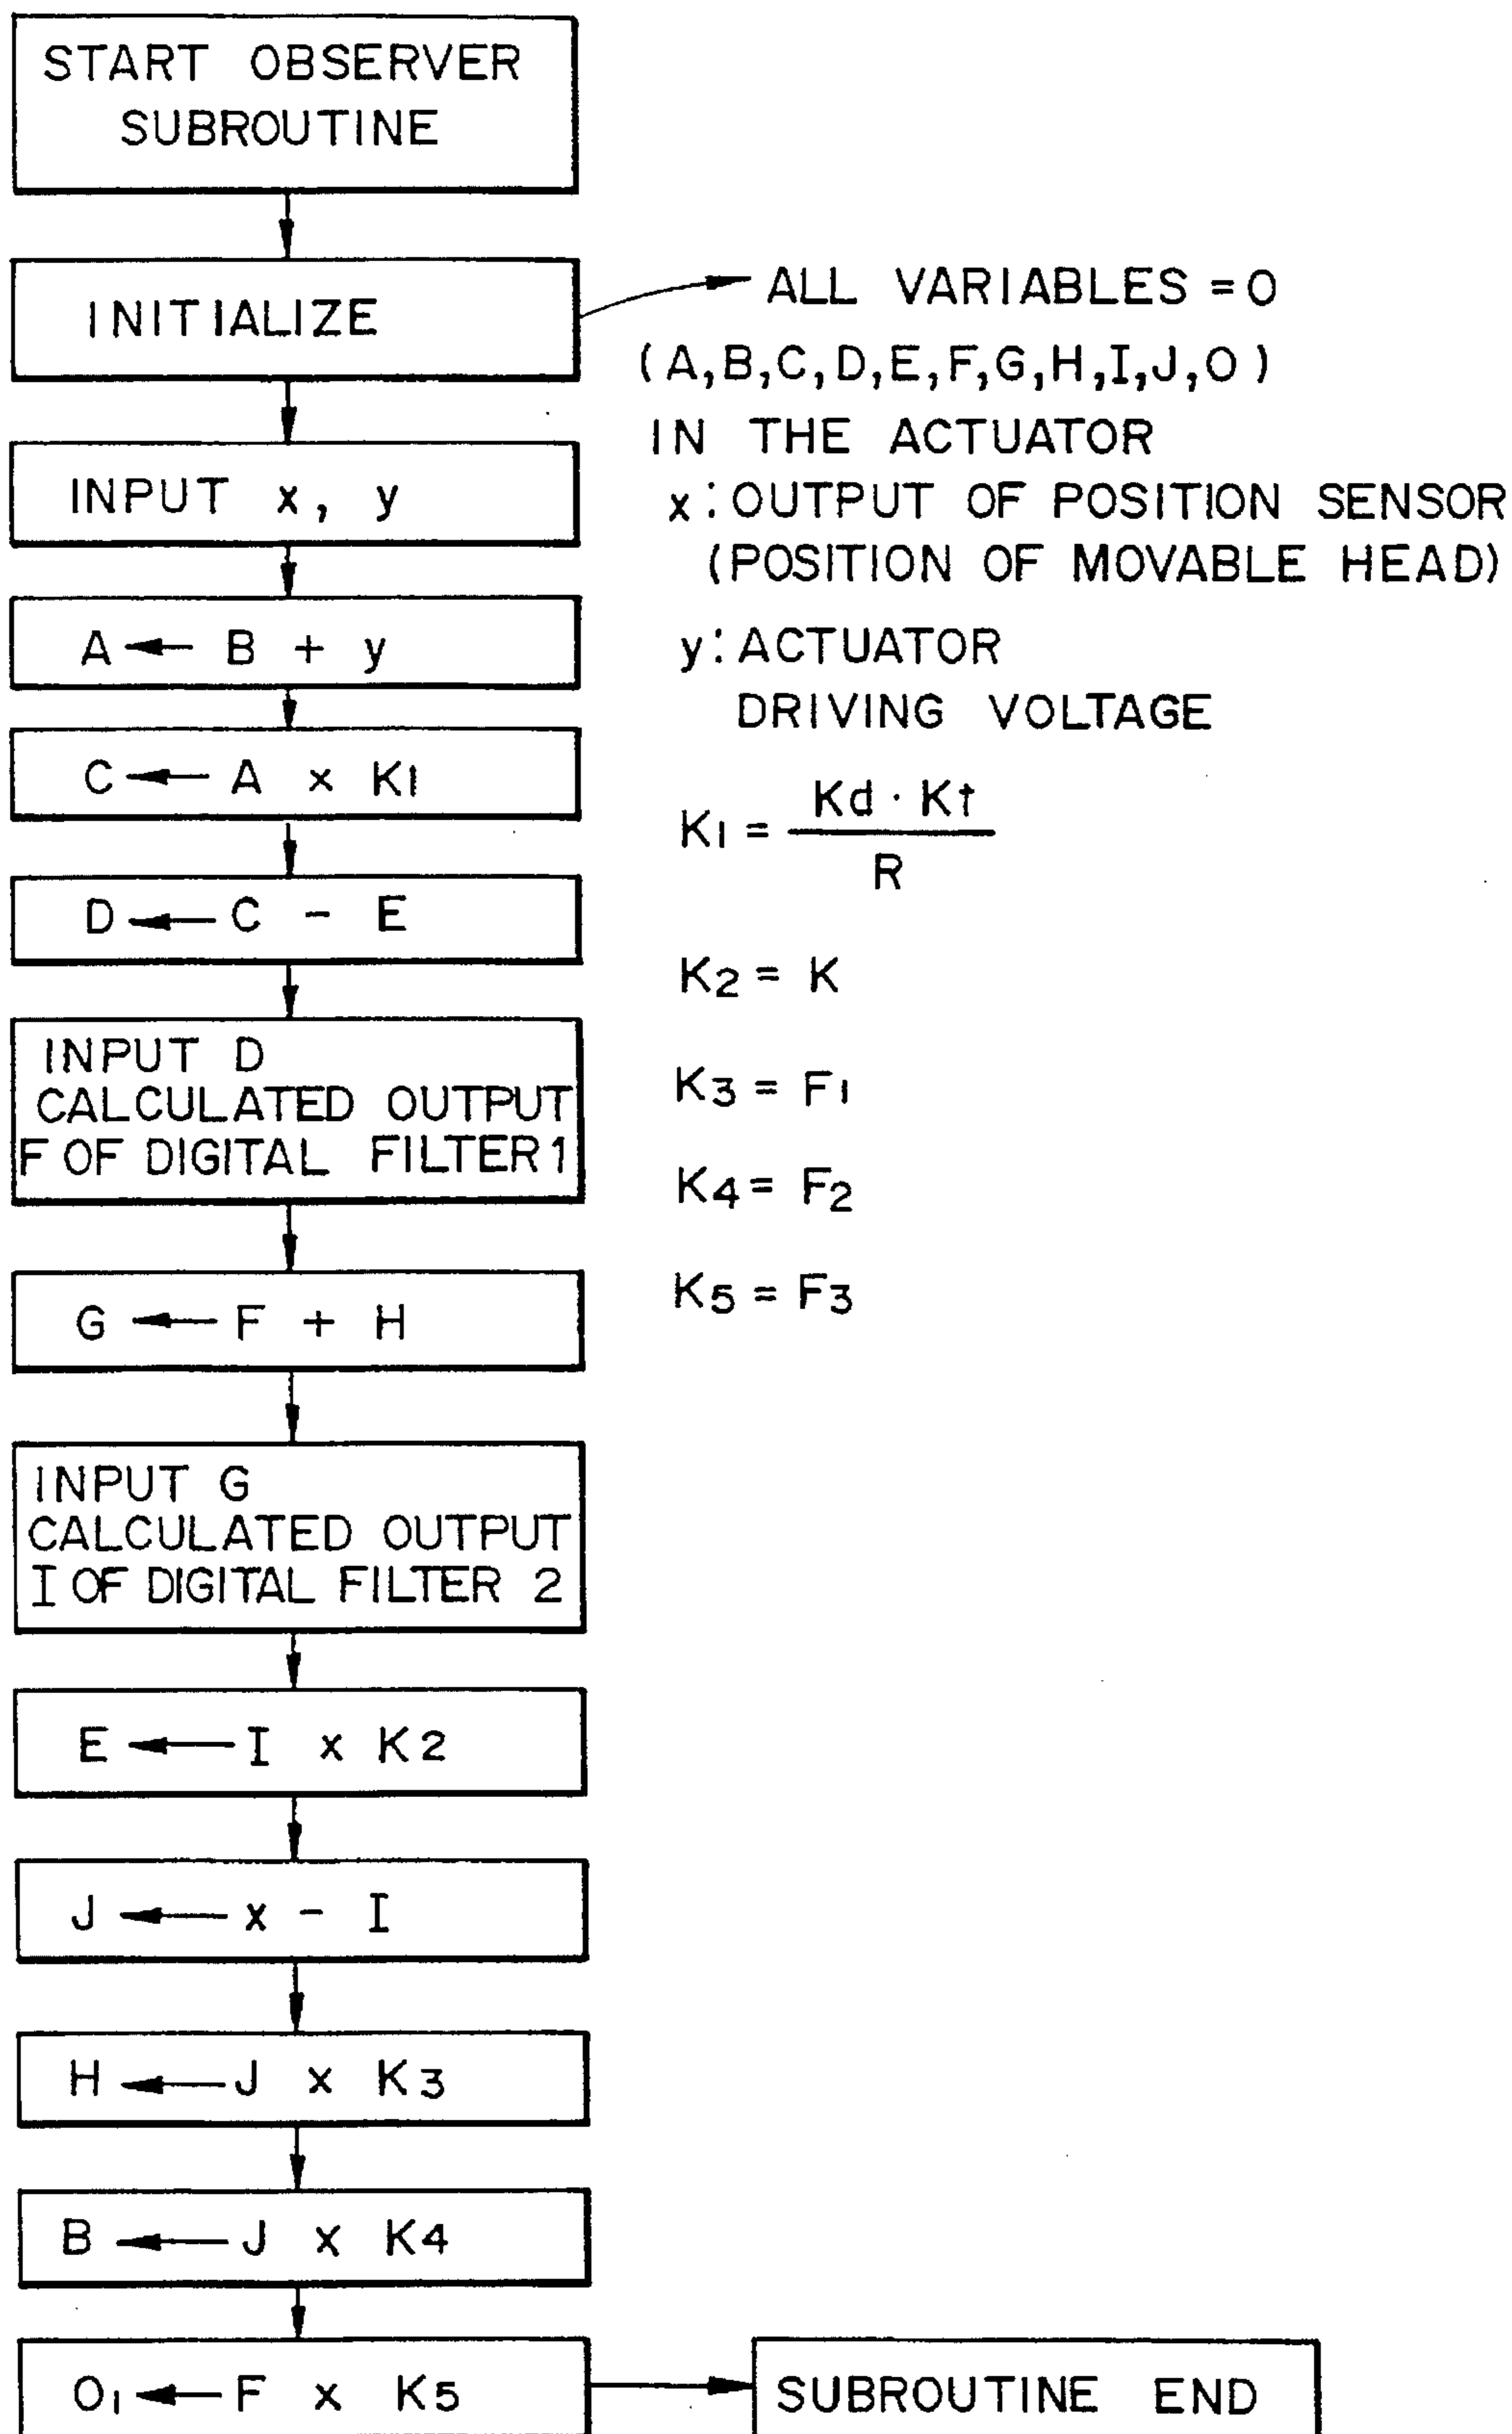 START OBSERVER
SUBROUTINE
INITIALIZE
ALL VARIABLES = 0
(A,B,C,D,E,F,G,H,I,J,O)
IN THE ACTUATOR
INPUT x, y
x: OUTPUT OF POSITION SENSOR
(POSITION OF MOVABLE HEAD)
A ← B + y
y: ACTUATOR
DRIVING VOLTAGE
C ← A x K1
K1 = Kd · Kt
R
D ← C - E
K2 = K
INPUT D
CALCULATED OUTPUT
F OF DIGITAL FILTER 1
K3 = F1
K4 = F2
G ← F + H
K5 = F3
INPUT G
CALCULATED OUTPUT
I OF DIGITAL FILTER 2
E ← I x K2
J ← x - I
H ← J x K3
B ← J x K4
O1 ← F x K5
SUBROUTINE END